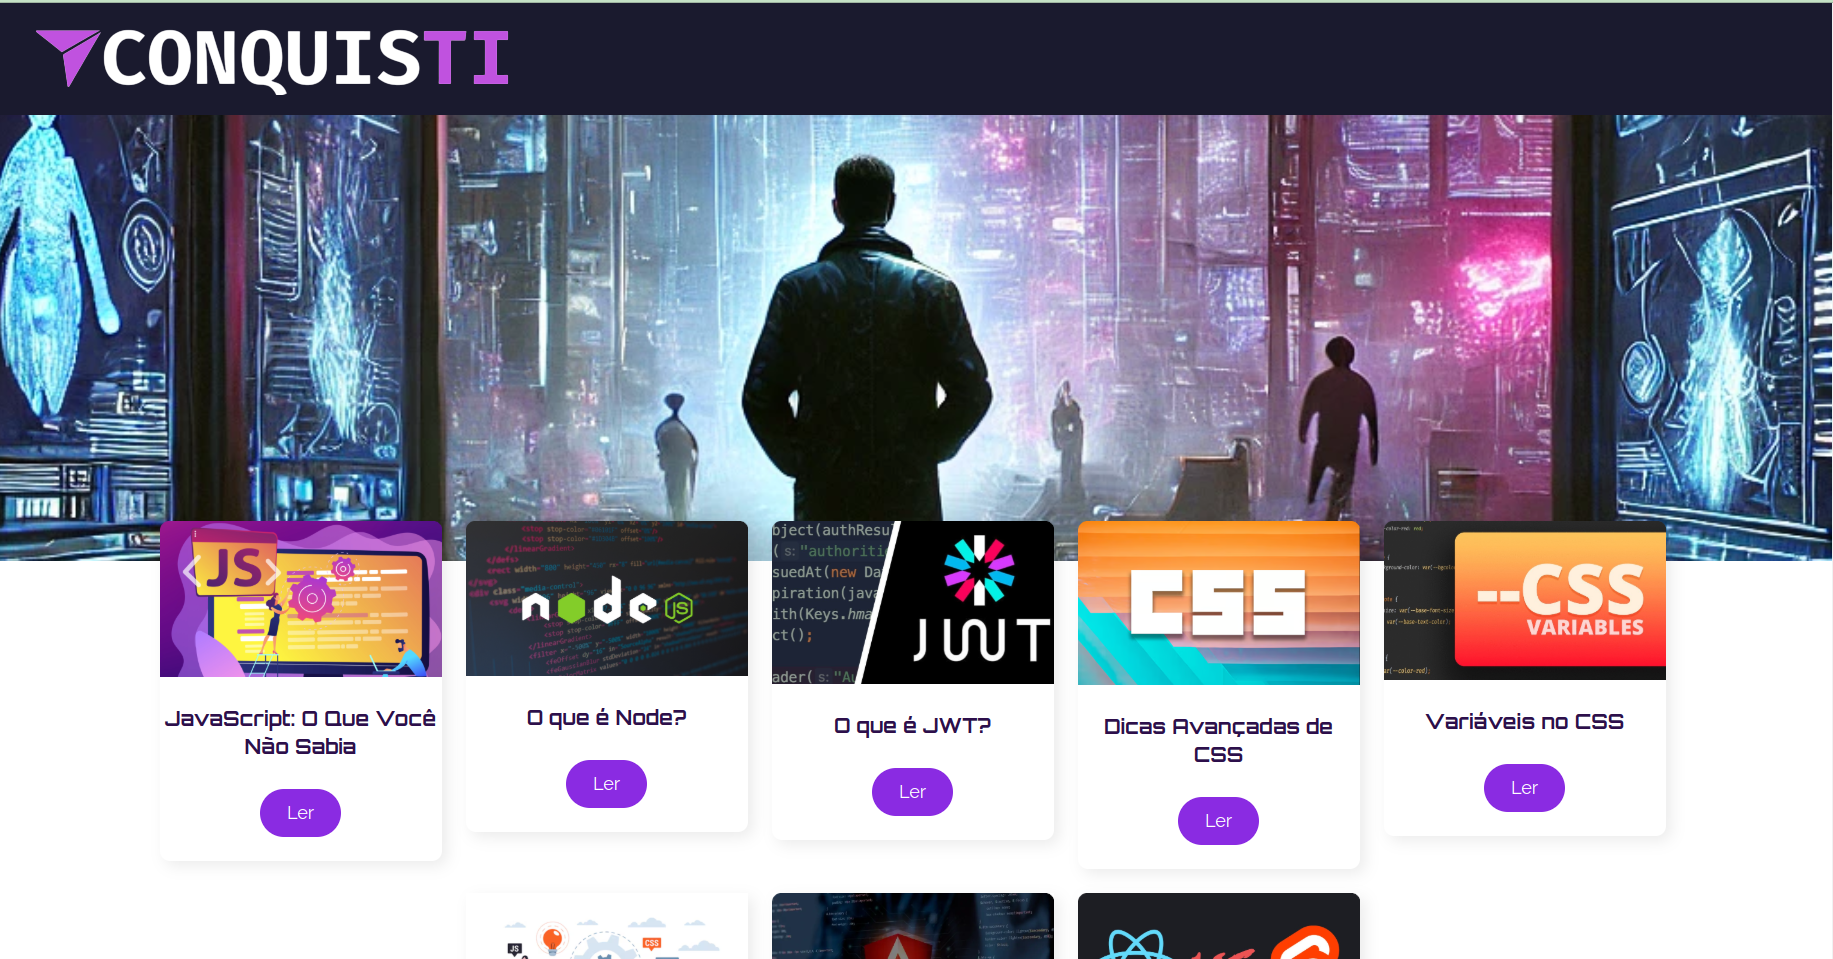 CONQUISTI
JS
node
JS
bject(authResu
( s: "authoritie
suedAt(new Da
piration(java
ith(Keys.hma
ct();
ader( s: "Au
JWT
CSS
--CSS
VARIABLES
JavaScript: O Que Você
Não Sabia
Ler
O que é Node?
Ler
O que é JWT?
Ler
Dicas Avançadas de
CSS
Ler
Variáveis no CSS
Ler
JS
CSS